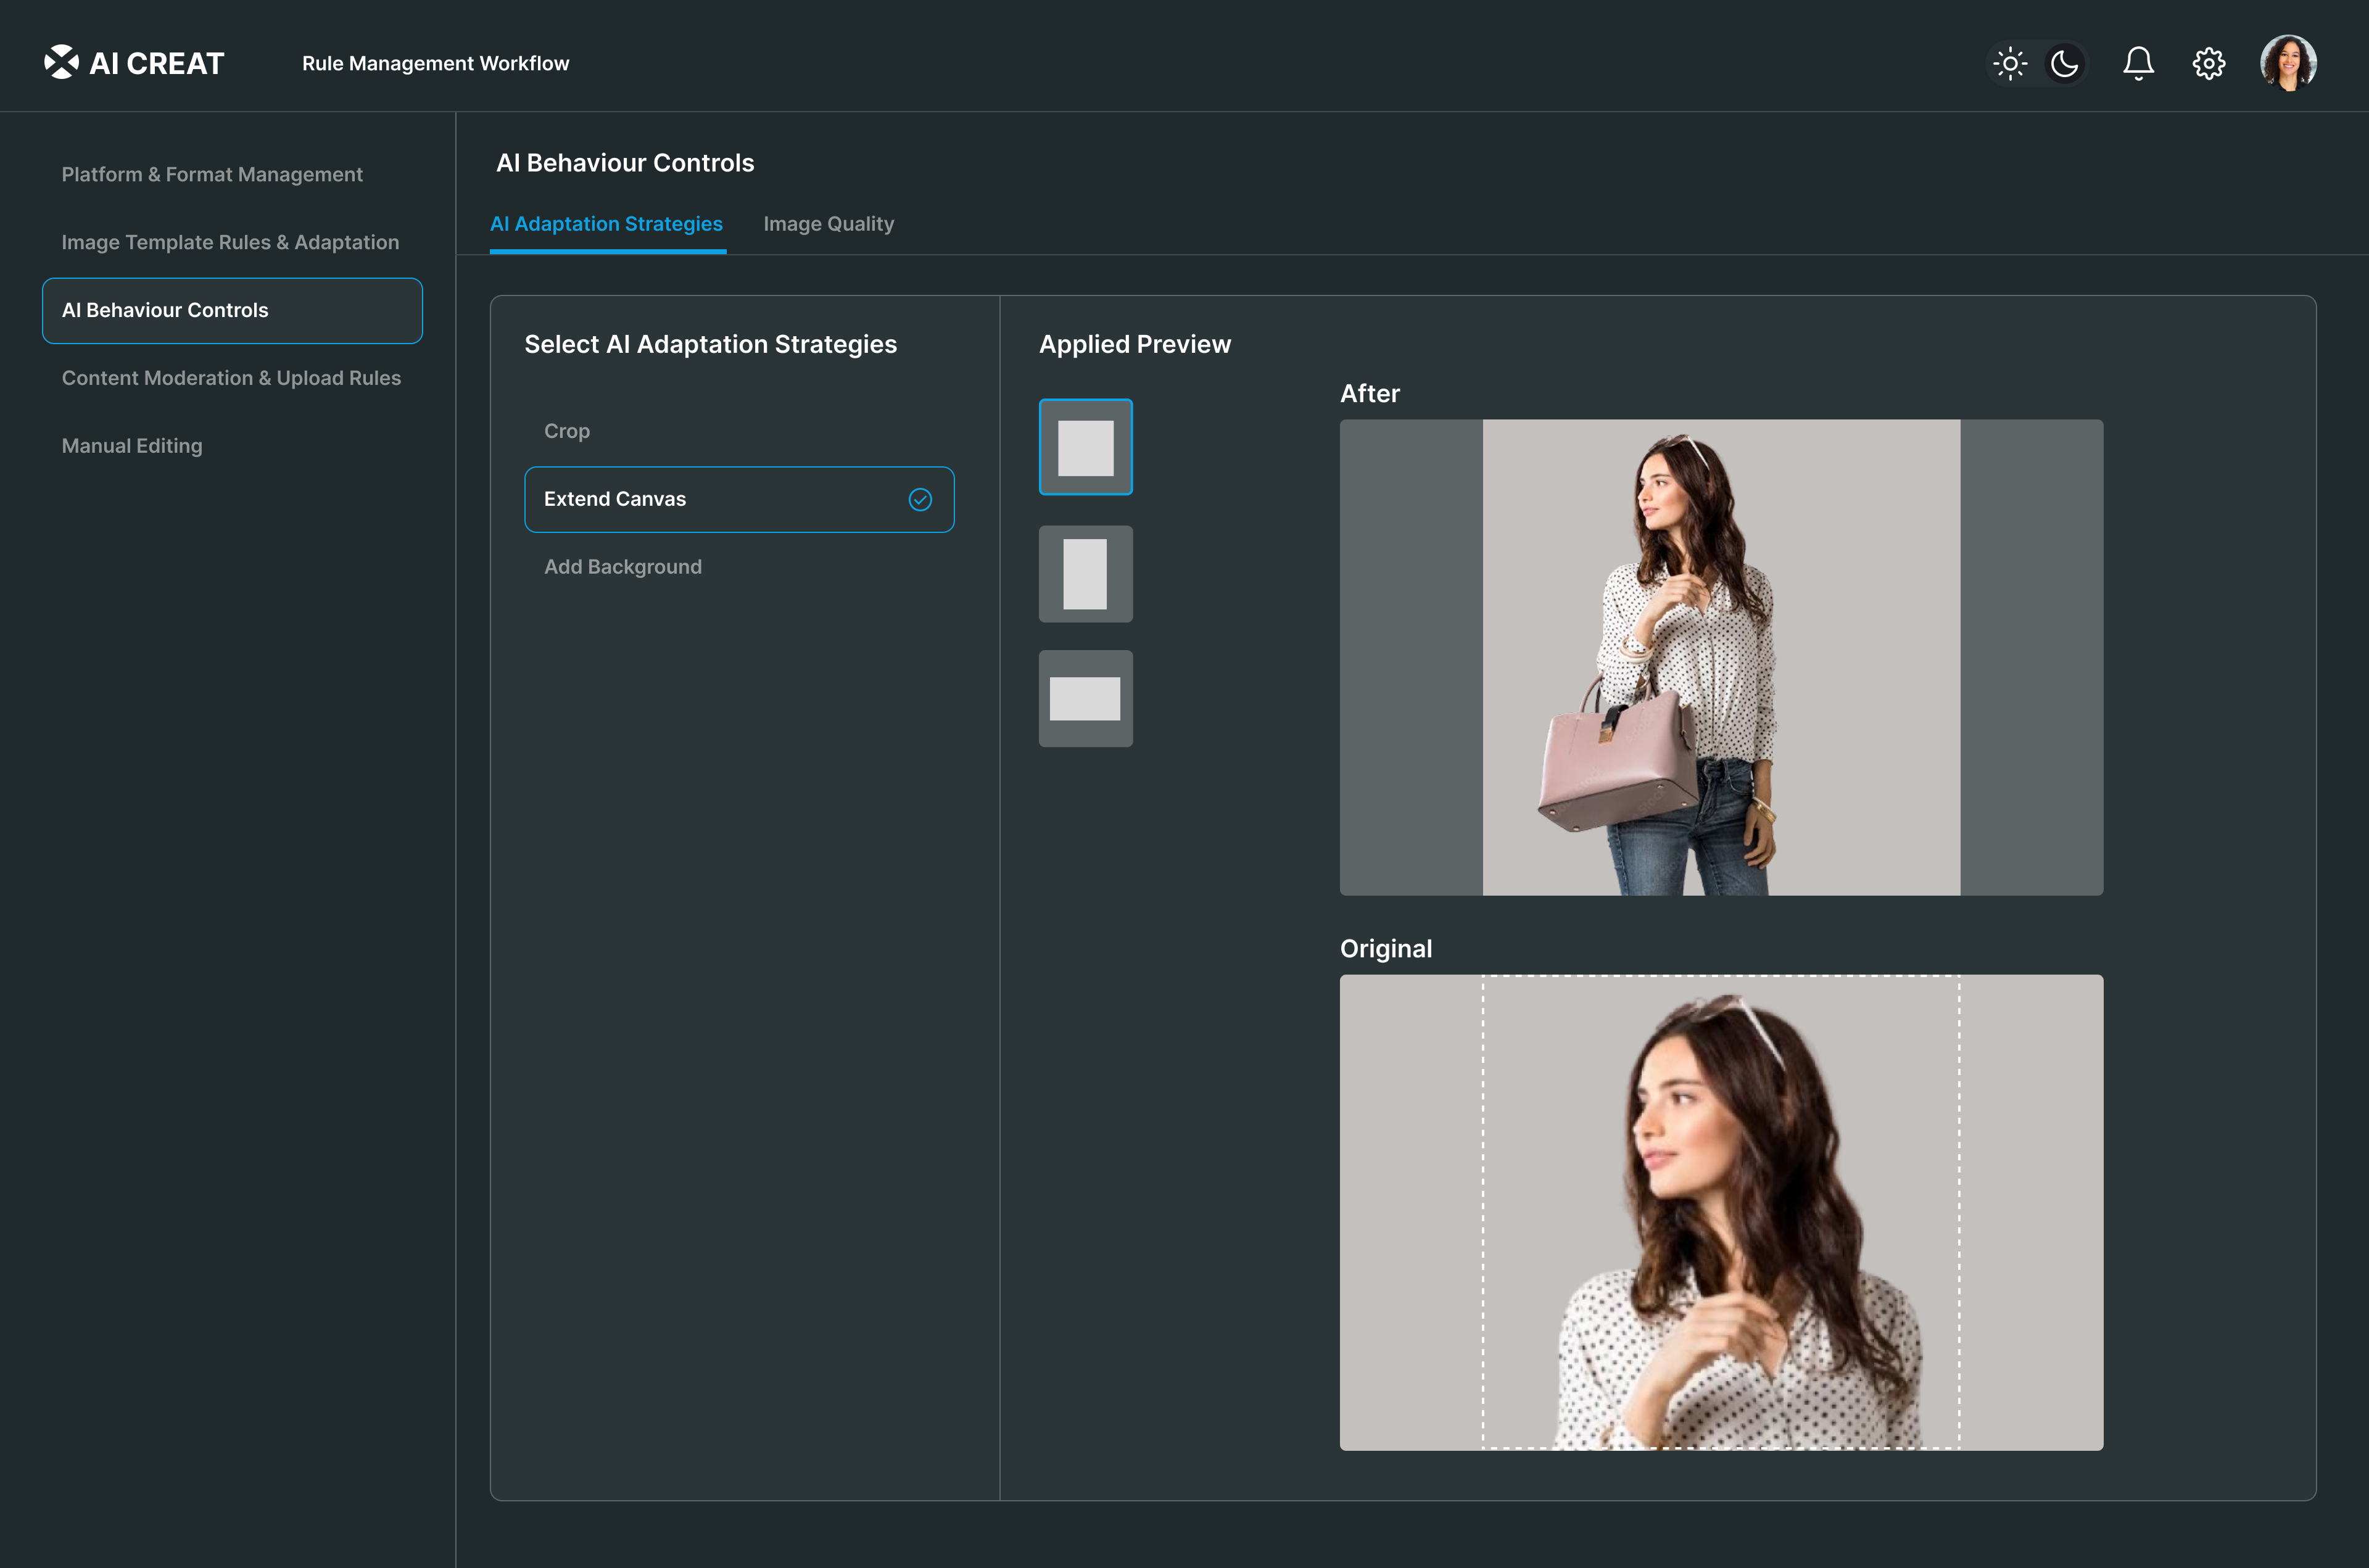 AI CREAT
Rule Management Workflow
Platform & Format Management
Image Template Rules & Adaptation
AI Behaviour Controls
Content Moderation & Upload Rules
Manual Editing
AI Behaviour Controls
AI Adaptation Strategies
Image Quality
Select AI Adaptation Strategies
Crop
Extend Canvas
Add Background
Applied Preview
After
Original